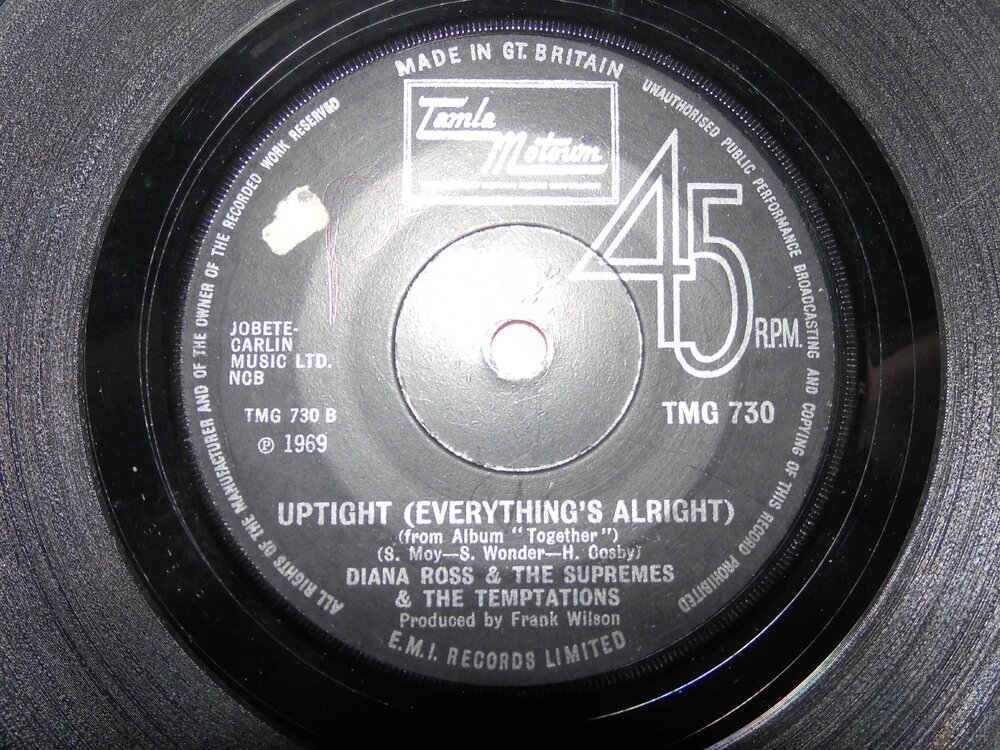 MADE IN GT. BRITAIN
UNAUTHORISED PUBLIC PERFORMANCE BROADCASTING AND COPYING OF THIS RECORD PROHIBITED
ALL RIGHTS OF THE MANUFACTURER AND OF THE OWNER OF THE RECORDED WORK RESERVED
Tamla
Motown
45
R.P.M.
JOBETE-
CARLIN
MUSIC LTD.
NCB
TMG 730 B
℗ 1969
TMG 730
UPTIGHT (EVERYTHING'S ALRIGHT)
(from Album "Together")
(S. Moy—S. Wonder—H. Cosby)
DIANA ROSS & THE SUPREMES
& THE TEMPTATIONS
Produced by Frank Wilson
E.M.I. RECORDS LIMITED